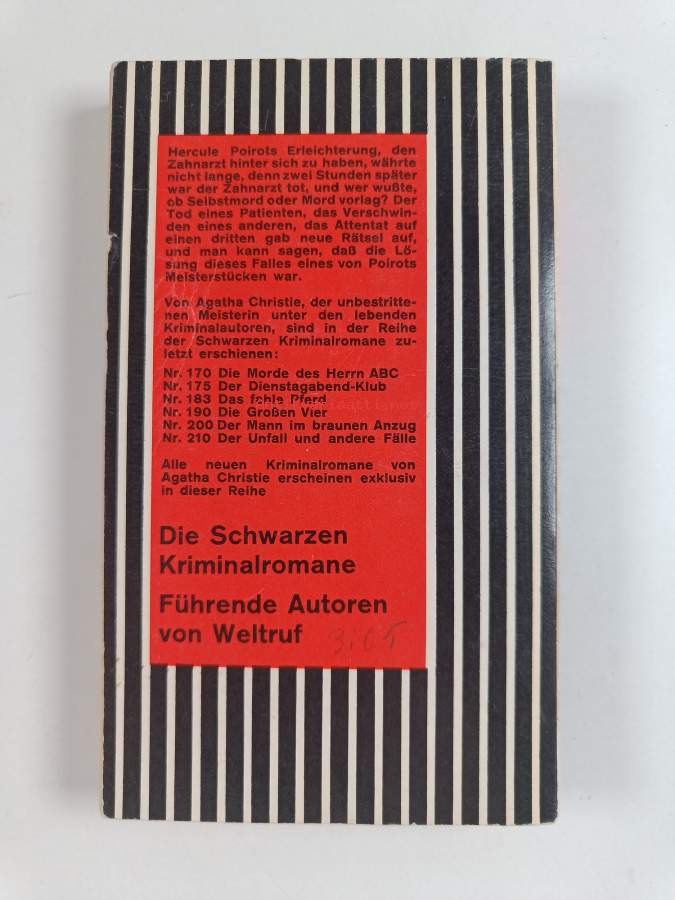 Hercule Poirots Erleichterung, den
Zahnarzt hinter sich zu haben, währte
nicht lange, denn zwei Stunden später
war der Zahnarzt tot, und wer wußte,
ob Selbstmord oder Mord vorlag? Der
Tod eines Patienten, das Verschwin-
den eines anderen, das Attentat auf
einen dritten gab neue Rätsel auf,
und man kann sagen, daß die Lö-
sung dieses Falles eines von Poirots
Meisterstücken war.
Von Agatha Christie, der unbestritte-
nen Meisterin unter den lebenden
Kriminalautoren, sind in der Reihe
der Schwarzen Kriminalromane zu-
letzt erschienen:
Nr. 170 Die Morde des Herrn ABC
Nr. 175 Der Dienstagabend-Klub
Nr. 183 Das fahle Pferd
Nr. 190 Die Großen Vier
Nr. 200 Der Mann im braunen Anzug
Nr. 210 Der Unfall und andere Fälle
Alle neuen Kriminalromane von
Agatha Christie erscheinen exklusiv
in dieser Reihe
Die Schwarzen
Kriminalromane
Führende Autoren
von Weltruf